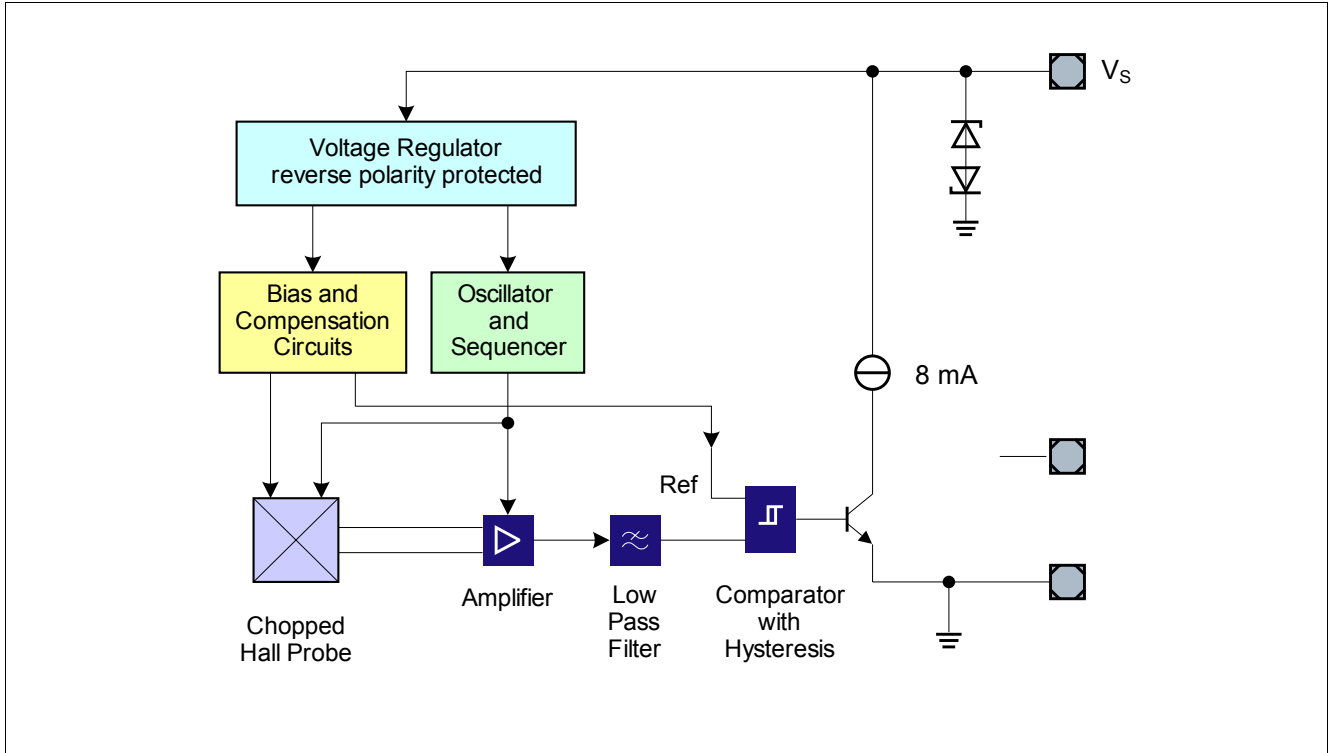 V_S
Voltage Regulator
reverse polarity protected
Bias and
Compensation
Circuits
Oscillator
and
Sequencer
8 mA
Ref
Amplifier
Low
Pass
Filter
Comparator
with
Hysteresis
Chopped
Hall Probe